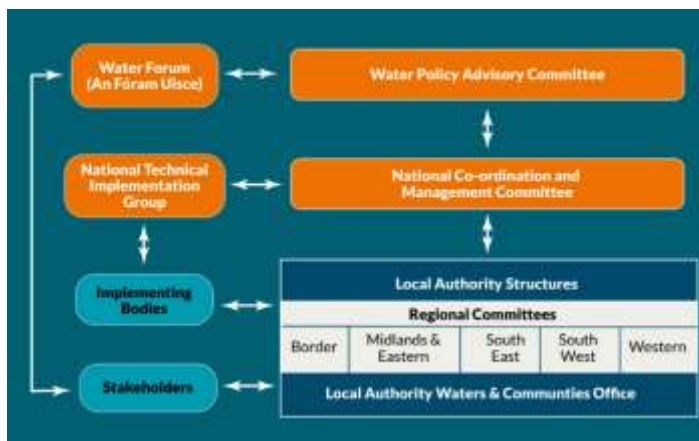 Water Forum
(An Fóram Uisce)
Water Policy Advisory Committee
National Technical
Implementation
Group
National Co-ordination and
Management Committee
Implementing
Bodies
Local Authority Structures
Regional Committees
Border
Midlands &
Eastern
South
East
South
West
Western
Stakeholders
Local Authority Waters & Communties Office